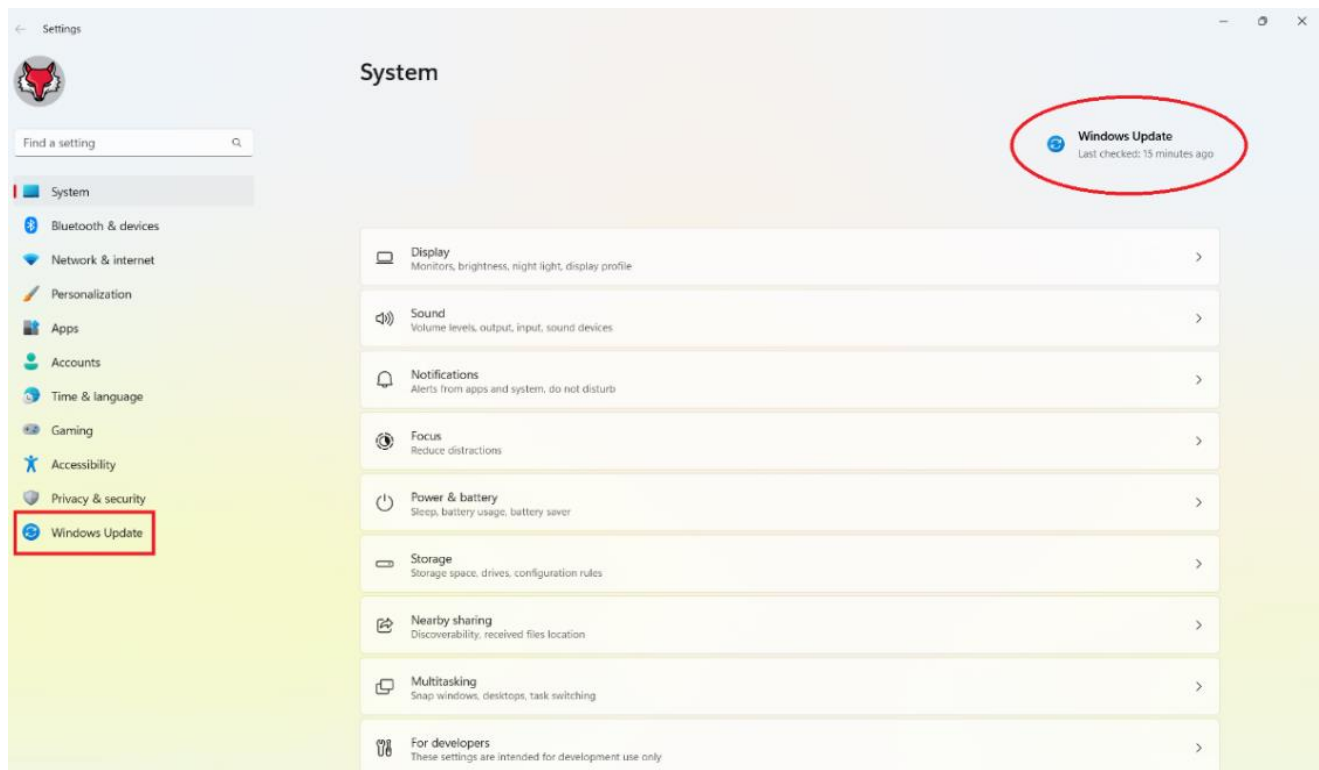 Settings
System
Find a setting
Windows Update
Last checked: 15 minutes ago
System
Bluetooth & devices
Network & internet
Personalization
Apps
Accounts
Time & language
Gaming
Accessibility
Privacy & security
Windows Update
Display
Monitors, brightness, night light, display profile
Sound
Volume levels, output, input, sound devices
Notifications
Alerts from apps and system, do not disturb
Focus
Reduce distractions
Power & battery
Sleep, battery usage, battery saver
Storage
Storage space, drives, configuration rules
Nearby sharing
Discoverability, received files location
Multitasking
Snap windows, desktops, task switching
For developers
These settings are intended for development use only